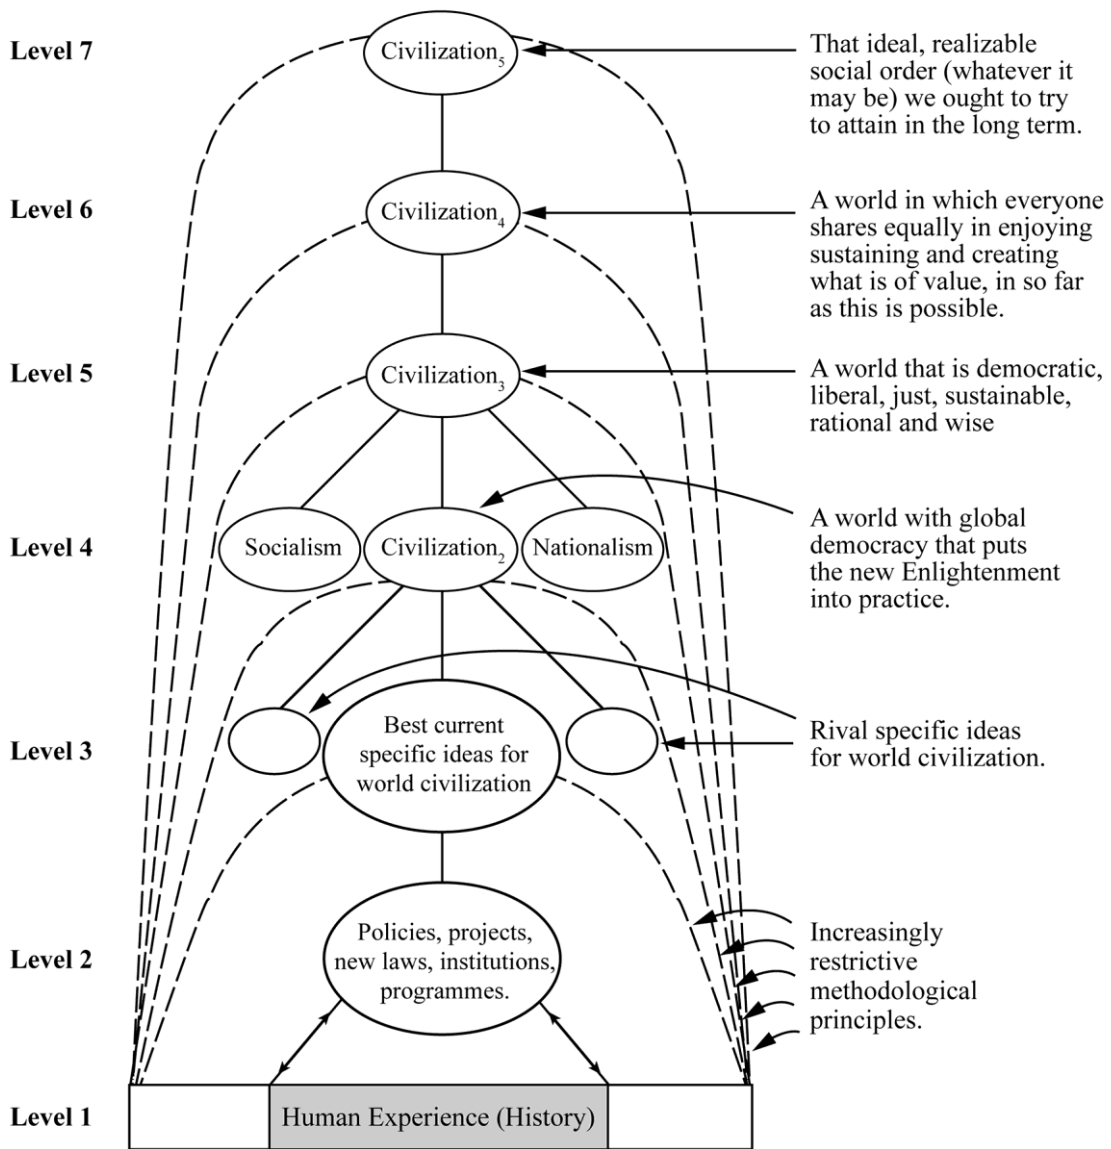 Level 7
Civilization₅
That ideal, realizable
social order (whatever it
may be) we ought to try
to attain in the long term.
Level 6
Civilization₄
A world in which everyone
shares equally in enjoying
sustaining and creating
what is of value, in so far
as this is possible.
Level 5
Civilization₃
A world that is democratic,
liberal, just, sustainable,
rational and wise
Level 4
Socialism
Civilization₂
Nationalism
A world with global
democracy that puts
the new Enlightenment
into practice.
Level 3
Best current
specific ideas for
world civilization
Rival specific ideas
for world civilization.
Level 2
Policies, projects,
new laws, institutions,
programmes.
Increasingly
restrictive
methodological
principles.
Level 1
Human Experience (History)